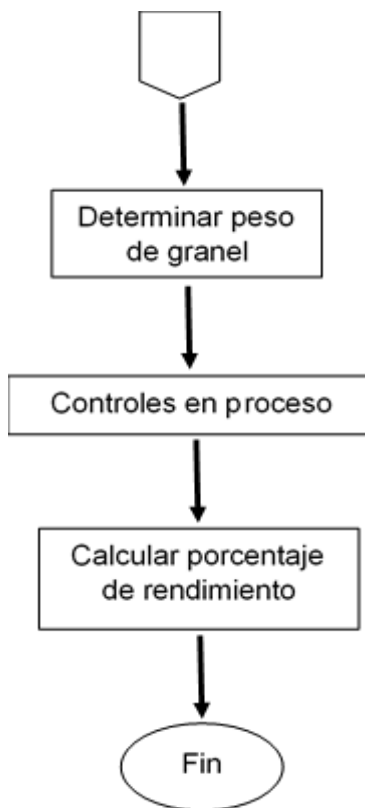 Determinar peso
de granel
Controles en proceso
Calcular porcentaje
de rendimiento
Fin